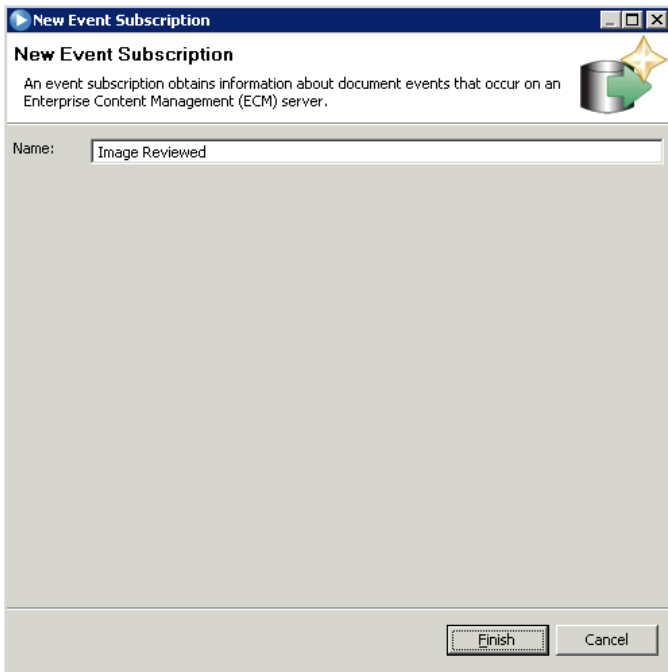 New Event Subscription
New Event Subscription
An event subscription obtains information about document events that occur on an
Enterprise Content Management (ECM) server.
Name: Image Reviewed
Finish Cancel